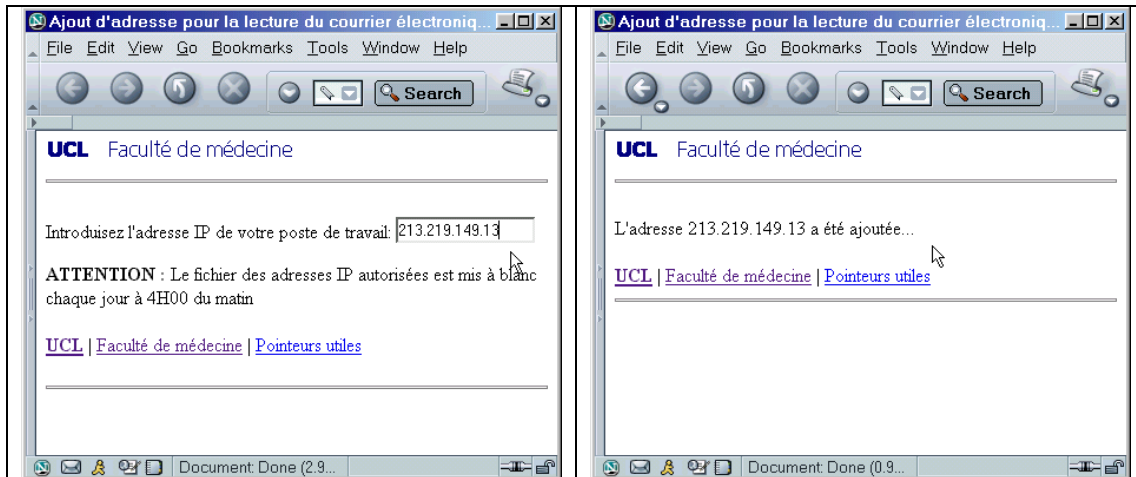 Ajout d'adresse pour la lecture du courrier électroniq...
File Edit View Go Bookmarks Tools Window Help
Search
UCL Faculté de médecine
Introduisez l'adresse IP de votre poste de travail: 213.219.149.13
ATTENTION : Le fichier des adresses IP autorisées est mis à blanc
chaque jour à 4H00 du matin
UCL | Faculté de médecine | Pointeurs utiles
Document: Done (2.9...
Ajout d'adresse pour la lecture du courrier électroniq...
File Edit View Go Bookmarks Tools Window Help
Search
UCL Faculté de médecine
L'adresse 213.219.149.13 a été ajoutée...
UCL | Faculté de médecine | Pointeurs utiles
Document: Done (0.9...